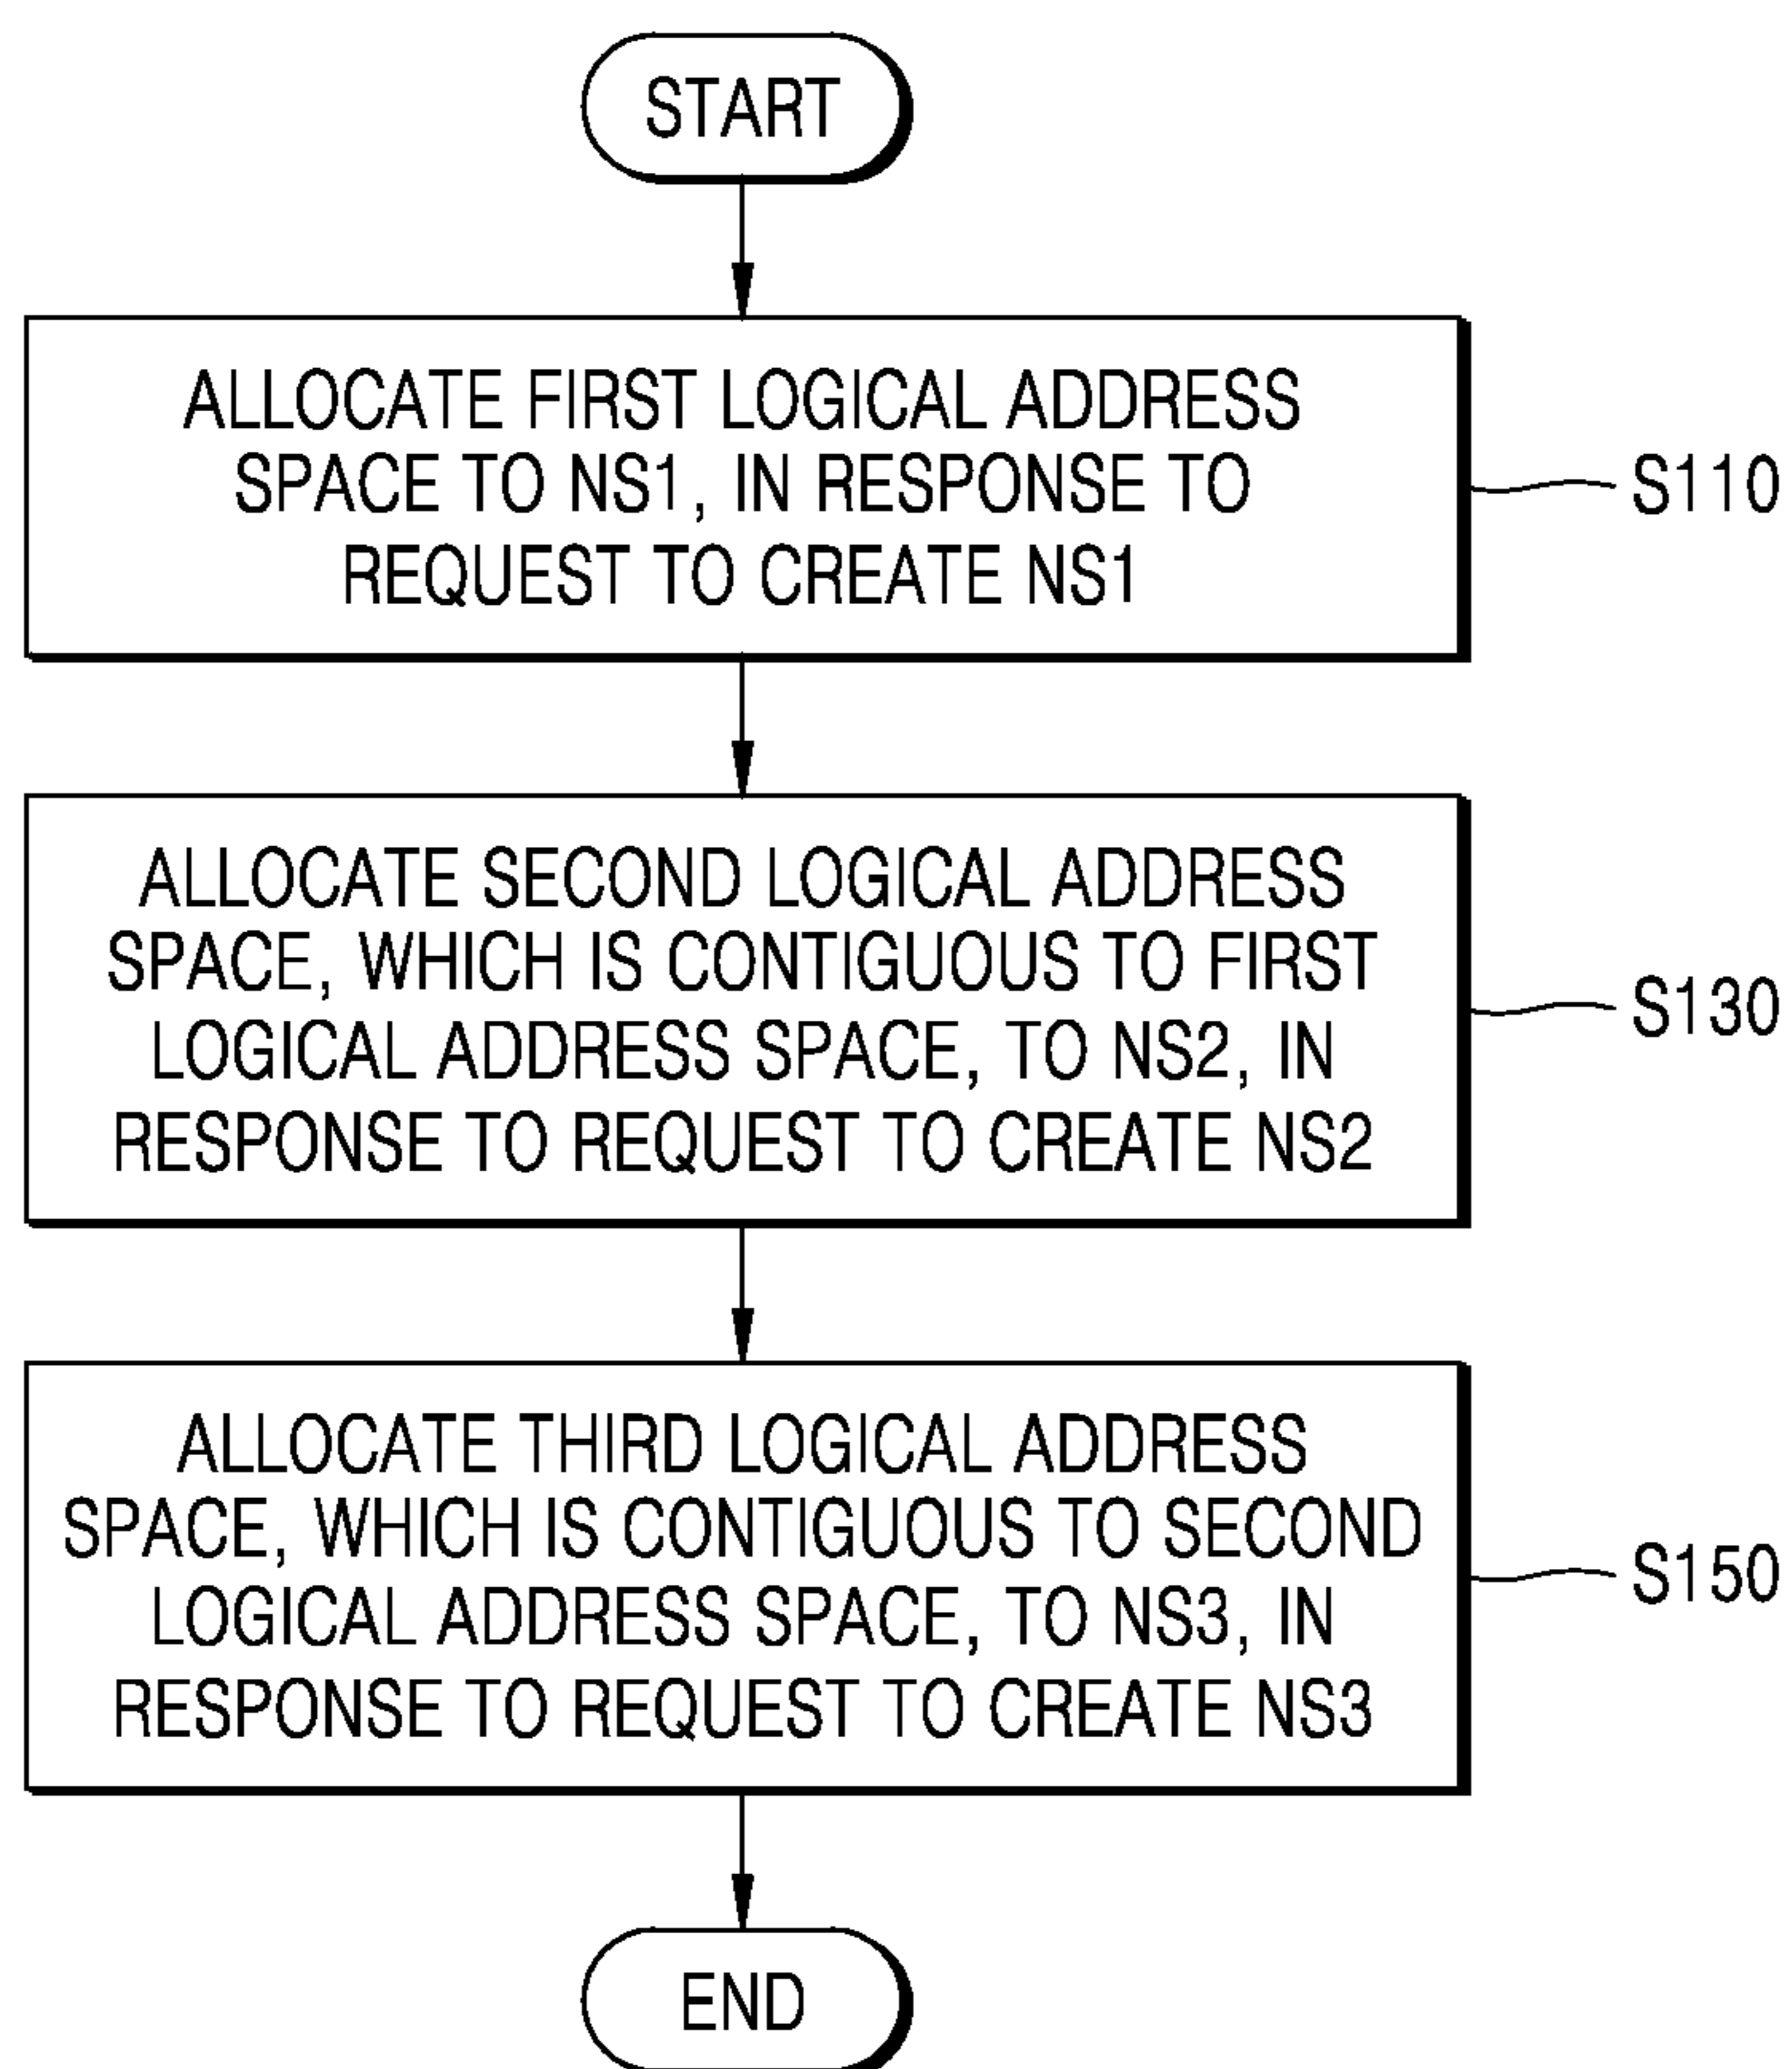 START
ALLOCATE FIRST LOGICAL ADDRESS
SPACE TO NS1, IN RESPONSE TO
REQUEST TO CREATE NS1
S110
ALLOCATE SECOND LOGICAL ADDRESS
SPACE, WHICH IS CONTIGUOUS TO FIRST
LOGICAL ADDRESS SPACE, TO NS2, IN
RESPONSE TO REQUEST TO CREATE NS2
S130
ALLOCATE THIRD LOGICAL ADDRESS
SPACE, WHICH IS CONTIGUOUS TO SECOND
LOGICAL ADDRESS SPACE, TO NS3, IN
RESPONSE TO REQUEST TO CREATE NS3
S150
END